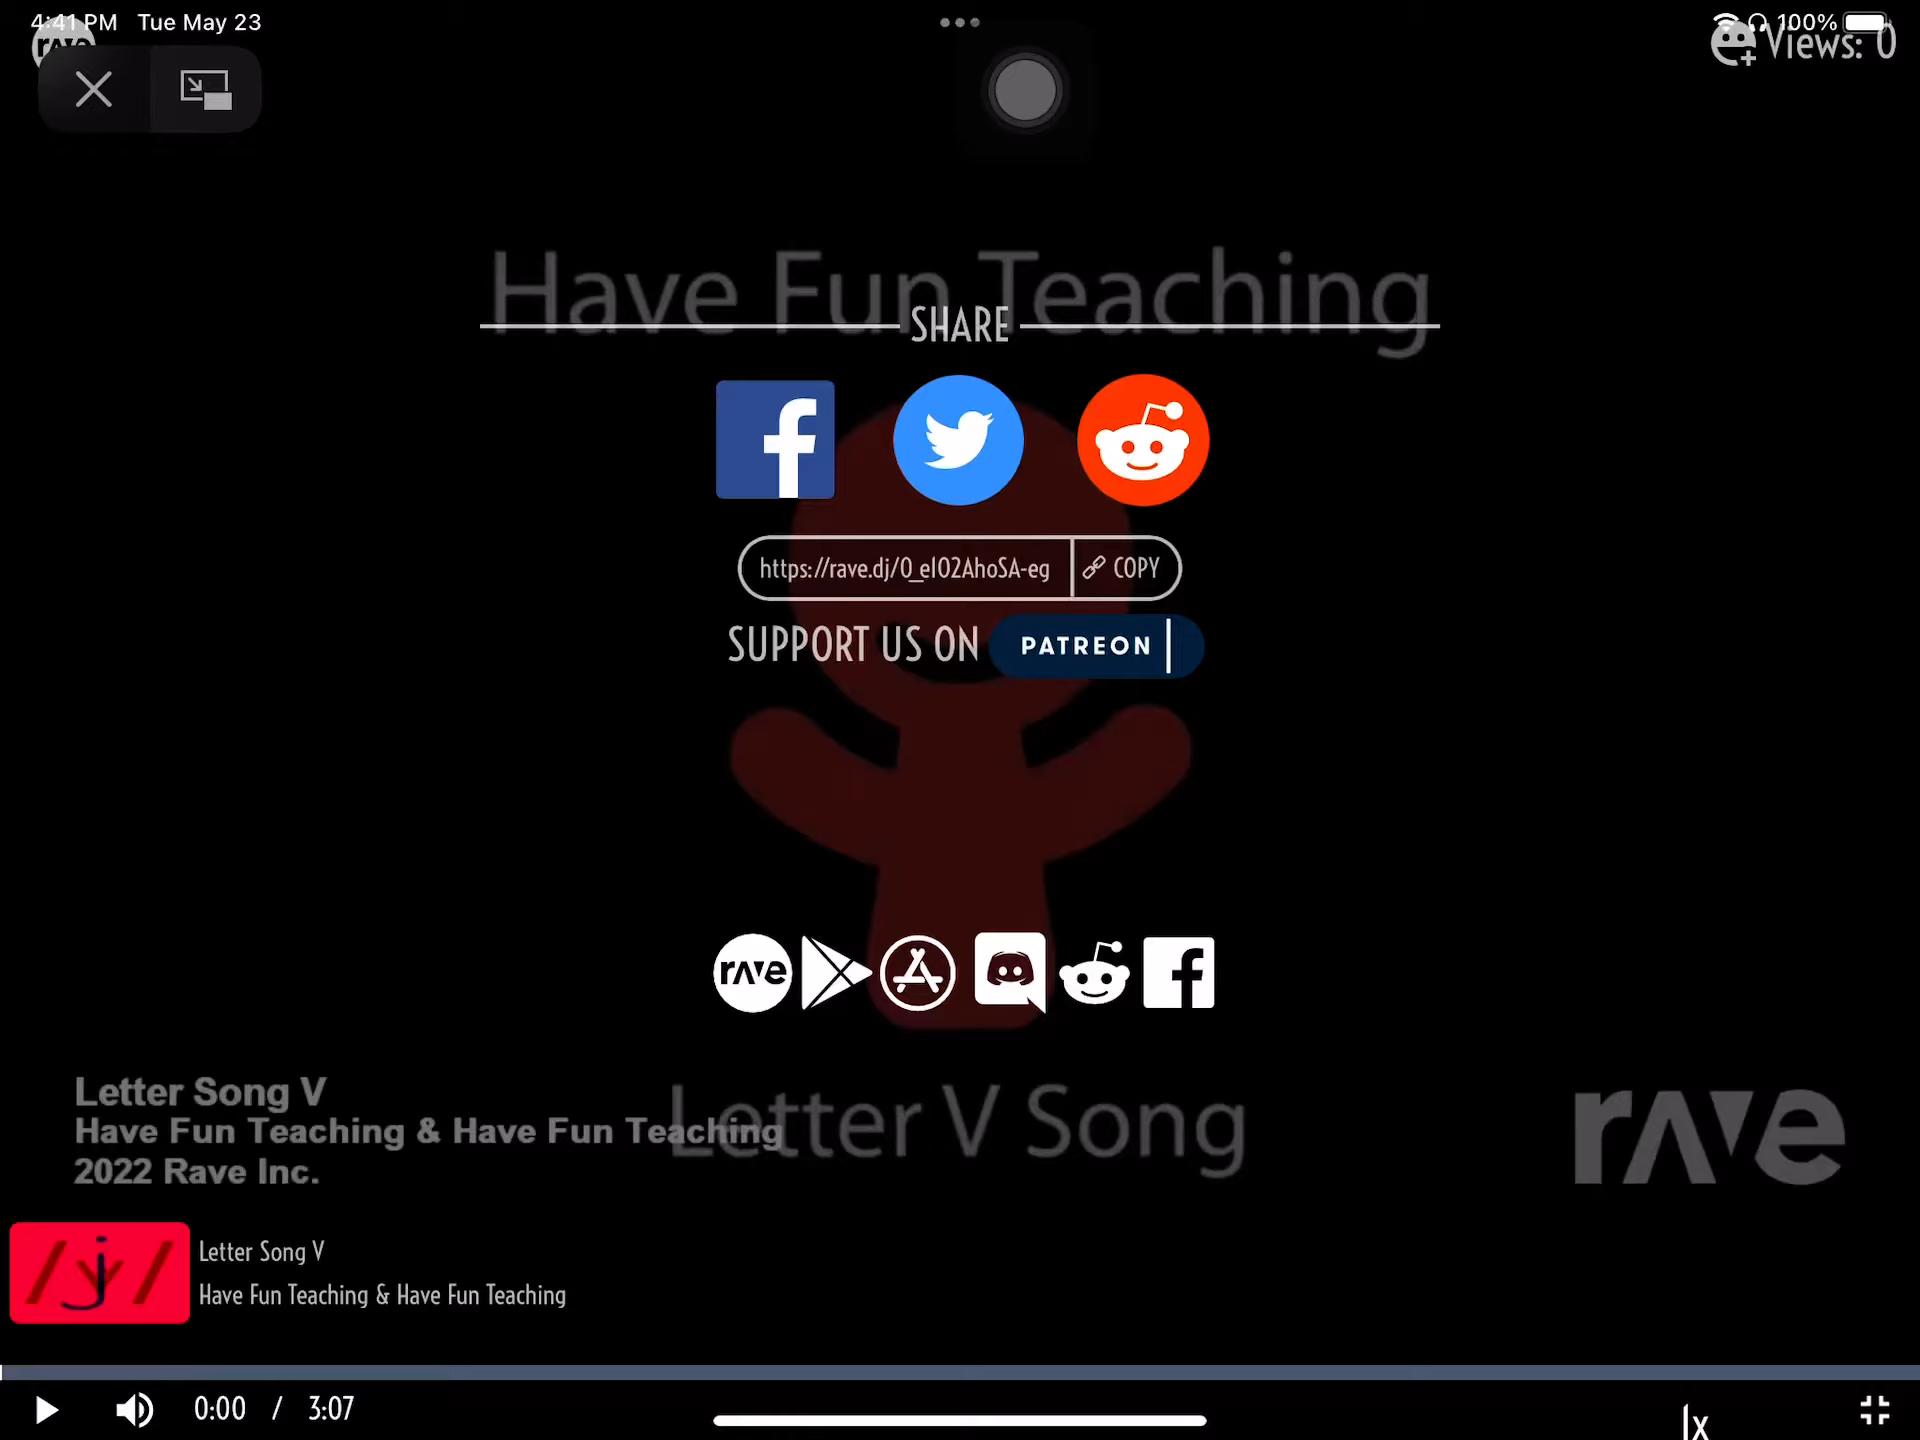 4:41 PM Tue May 23
100%
rave
Views: 0
Have Fun Teaching
SHARE
https://rave.dj/0_el02AhoSA-eg
COPY
SUPPORT US ON PATREON
rave
Letter Song V
Have Fun Teaching & Have Fun Teaching
2022 Rave Inc.
Letter V Song
rave
/y/
j
Letter Song V
Have Fun Teaching & Have Fun Teaching
0:00 / 3:07
1x